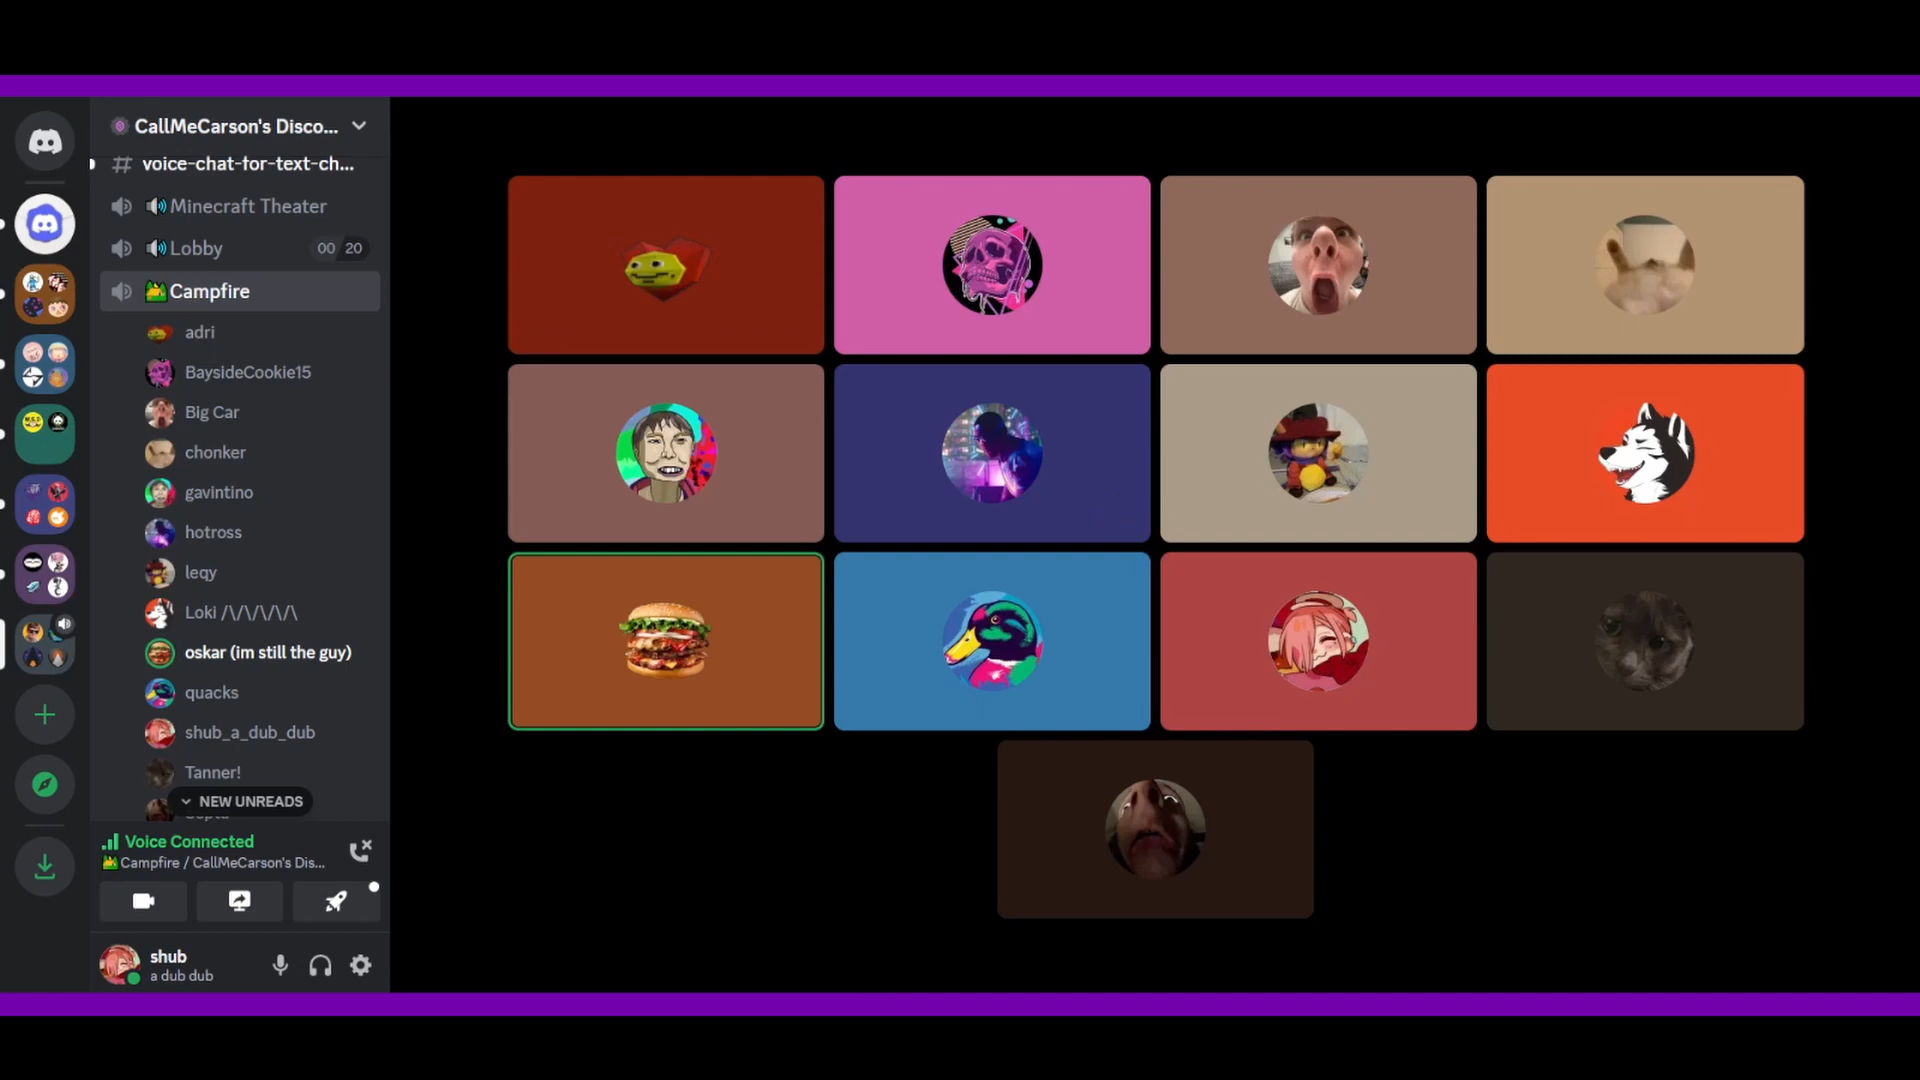 CallMeCarson's Disco...
voice-chat-for-text-ch...
Minecraft Theater
Lobby 00 20
Campfire
adri
BaysideCookie15
Big Car
chonker
gavintino
hotross
leqy
Loki /\/\/\/\/\
oskar (im still the guy)
quacks
shub_a_dub_dub
Tanner!
NEW UNREADS
Voice Connected
Campfire / CallMeCarson's Dis...
shub
a dub dub